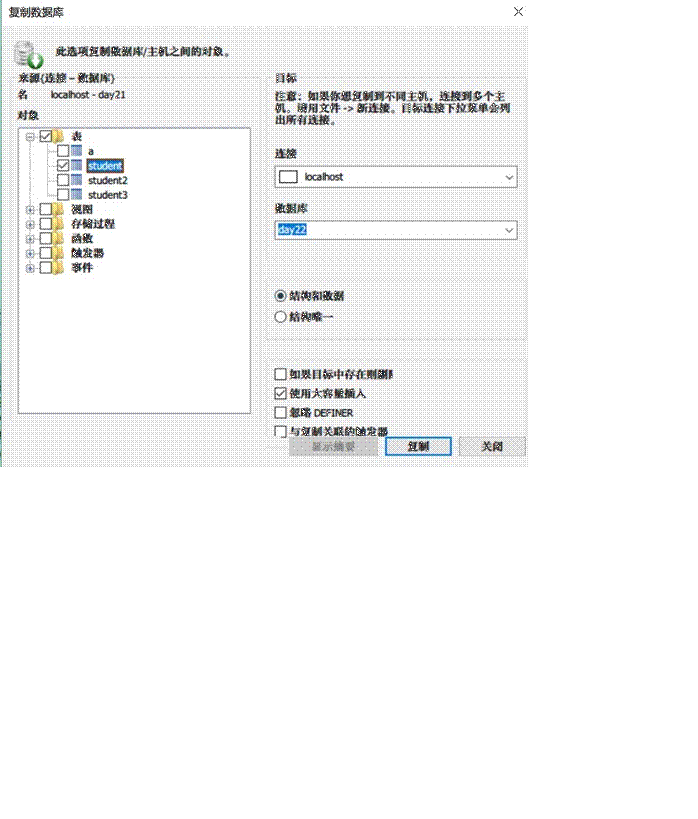 复制数据库
此选项复制数据库/主机之间的对象。
来源{连接 – 数据库}
名 localhost - day21
对象
表
a
student
student2
student3
视图
存储过程
函数
触发器
事件
目标
注意：如果你想复制到不同主机，连接到多个主
机，请用文件 -> 新连接。目标连接下拉菜单会列
出所有连接。
连接
localhost
数据库
day22
结构和数据
结构唯一
如果目标中存在则删除
使用大容量插入
忽略 DEFINER
与复制关联的触发器
显示摘要
复制
关闭